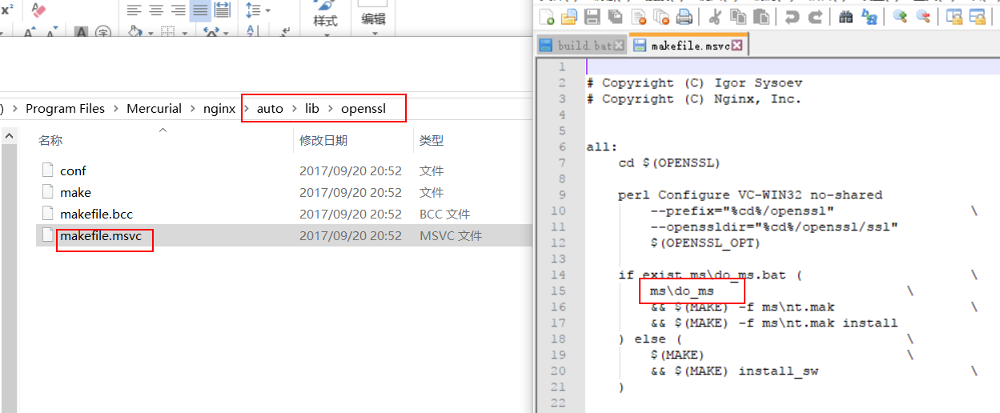 x²
样式
编辑
) Program Files Mercurial nginx auto lib openssl
名称 修改日期 类型
conf 2017/09/20 20:52 文件
make 2017/09/20 20:52 文件
makefile.bcc 2017/09/20 20:52 BCC 文件
makefile.msvc 2017/09/20 20:52 MSVC 文件
build.bat makefile.msvc
1
2 # Copyright (C) Igor Sysoev
3 # Copyright (C) Nginx, Inc.
4
5
6 all:
7 cd $(OPENSSL)
8
9 perl Configure VC-WIN32 no-shared
10 --prefix="%cd%/openssl" \
11 --openssldir="%cd%/openssl/ssl"
12 $(OPENSSL_OPT)
13
14 if exist ms\do_ms.bat ( \
15 ms\do_ms \
16 && $(MAKE) -f ms\nt.mak \
17 && $(MAKE) -f ms\nt.mak install
18 ) else ( \
19 $(MAKE) \
20 && $(MAKE) install_sw \
21 )
22